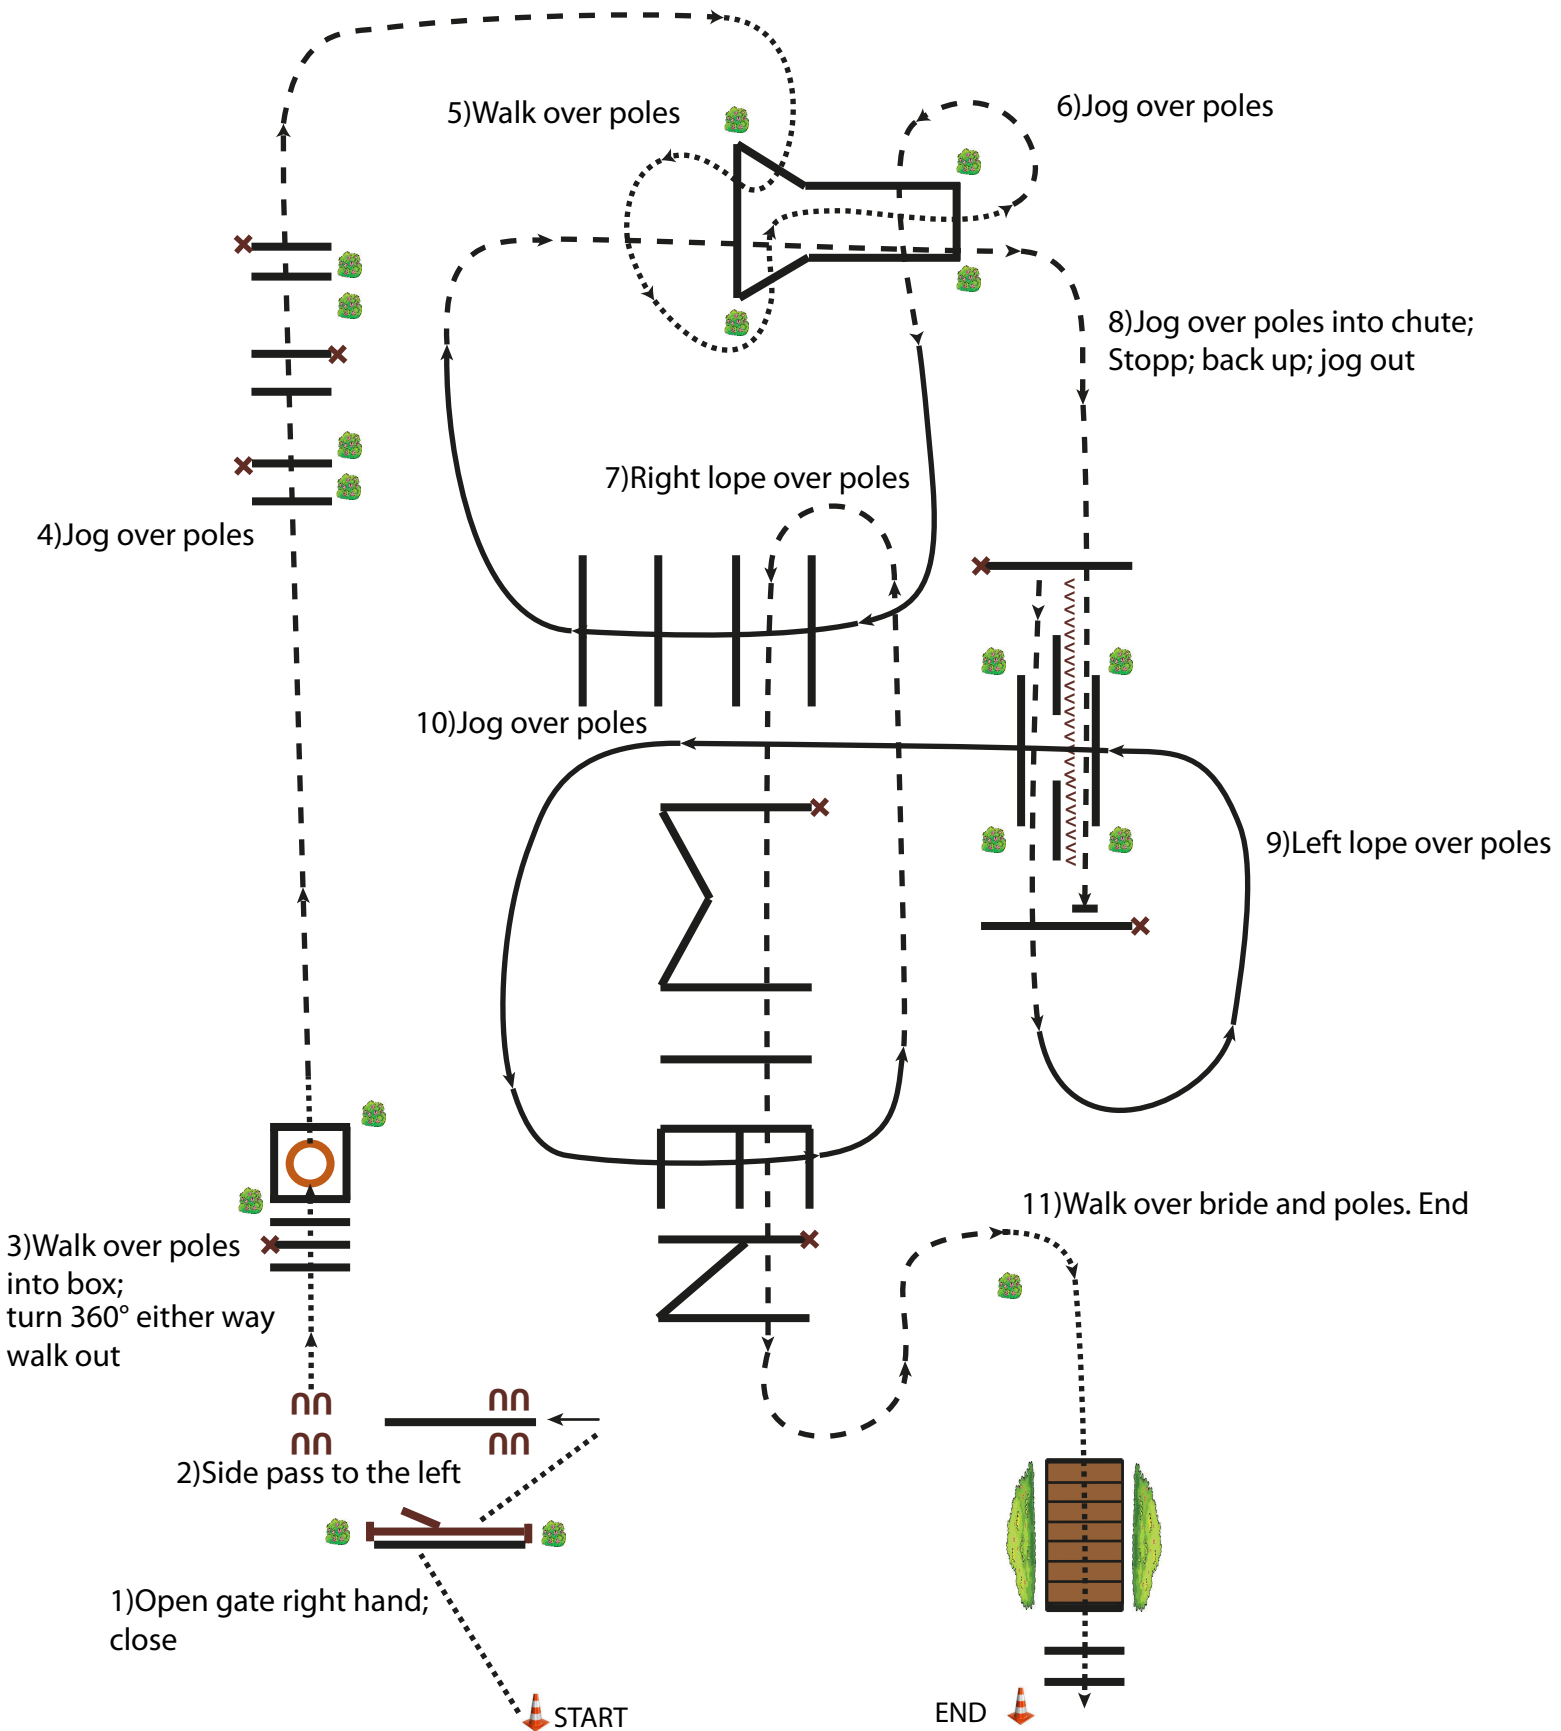 5)Walk over poles
6)Jog over poles
8)Jog over poles into chute;
Stopp; back up; jog out
7)Right lope over poles
4)Jog over poles
10)Jog over poles
9)Left lope over poles
11)Walk over bride and poles. End
3)Walk over poles
into box;
turn 360° either way
walk out
2)Side pass to the left
1)Open gate right hand;
close
START
END